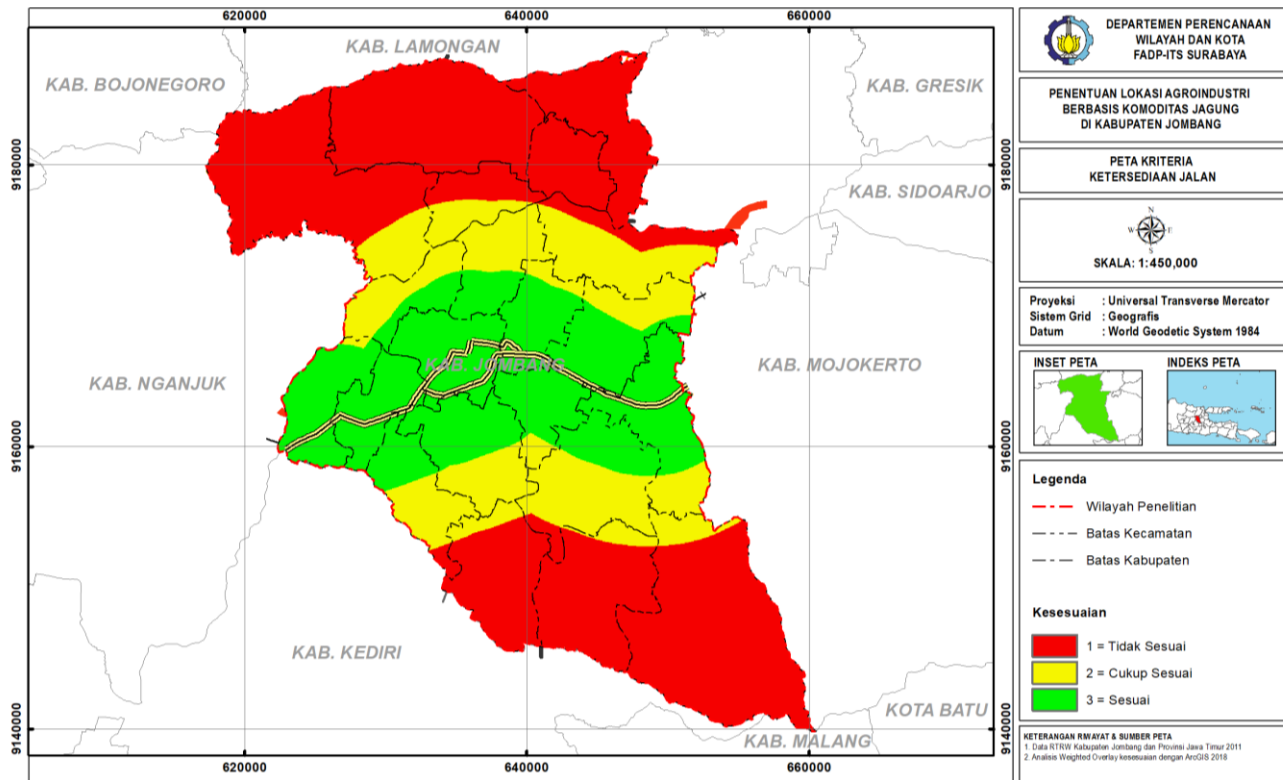 620000
640000
660000
KAB. LAMONGAN
KAB. BOJONEGORO
KAB. GRESIK
9180000
9180000
KAB. SIDOARJO
KAB. JOMBANG
KAB. MOJOKERTO
KAB. NGANJUK
9160000
9160000
KAB. KEDIRI
KOTA BATU
9140000
9140000
KAB. MALANG
620000
640000
660000
DEPARTEMEN PERENCANAAN
WILAYAH DAN KOTA
FADP-ITS SURABAYA
PENENTUAN LOKASI AGROINDUSTRI
BERBASIS KOMODITAS JAGUNG
DI KABUPATEN JOMBANG
PETA KRITERIA
KETERSEDIAAN JALAN
N
W E
S
SKALA: 1:450,000
Proyeksi : Universal Transverse Mercator
Sistem Grid : Geografis
Datum : World Geodetic System 1984
INSET PETA
INDEKS PETA
Legenda
Wilayah Penelitian
Batas Kecamatan
Batas Kabupaten
Kesesuaian
1 = Tidak Sesuai
2 = Cukup Sesuai
3 = Sesuai
KETERANGAN RIWAYAT & SUMBER PETA
1. Data RTRW Kabupaten Jombang dan Provinsi Jawa Timur 2011
2. Analisis Weighted Overlay kesesuaian dengan ArcGIS 2018